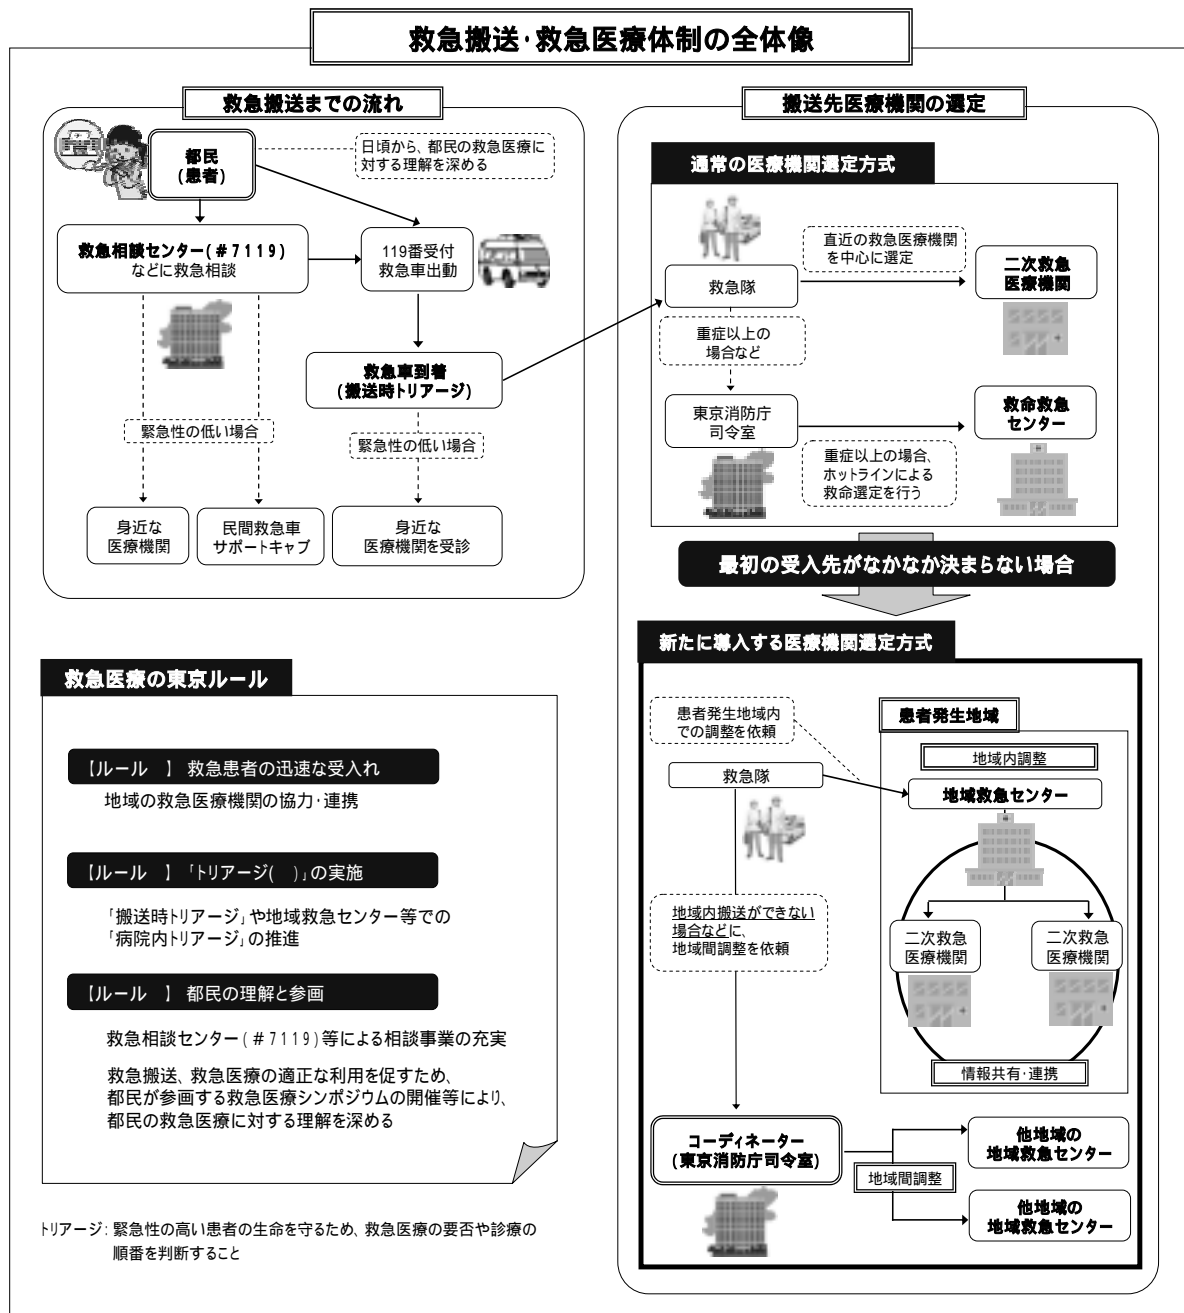 救急搬送・救急医療体制の全体像
救急搬送までの流れ
都民
(患者)
日頃から、都民の救急医療に
対する理解を深める
救急相談センター(＃7119)
などに救急相談
119番受付
救急車出動
救急車到着
(搬送時トリアージ)
緊急性の低い場合
緊急性の低い場合
身近な
医療機関
民間救急車
サポートキャブ
身近な
医療機関を受診
救急医療の東京ルール
【ルール　】 救急患者の迅速な受入れ
地域の救急医療機関の協力・連携
【ルール　】 「トリアージ(　)」の実施
「搬送時トリアージ」や地域救急センター等での
「病院内トリアージ」の推進
【ルール　】 都民の理解と参画
救急相談センター(＃7119)等による相談事業の充実
救急搬送、救急医療の適正な利用を促すため、
都民が参画する救急医療シンポジウムの開催等により、
都民の救急医療に対する理解を深める
トリアージ: 緊急性の高い患者の生命を守るため、救急医療の要否や診療の
順番を判断すること
搬送先医療機関の選定
通常の医療機関選定方式
救急隊
直近の救急医療機関
を中心に選定
二次救急
医療機関
重症以上の
場合など
東京消防庁
司令室
重症以上の場合、
ホットラインによる
救命選定を行う
救命救急
センター
最初の受入先がなかなか決まらない場合
新たに導入する医療機関選定方式
患者発生地域内
での調整を依頼
救急隊
患者発生地域
地域内調整
地域救急センター
二次救急
医療機関
二次救急
医療機関
情報共有・連携
地域内搬送ができない
場合などに、
地域間調整を依頼
コーディネーター
(東京消防庁司令室)
地域間調整
他地域の
地域救急センター
他地域の
地域救急センター